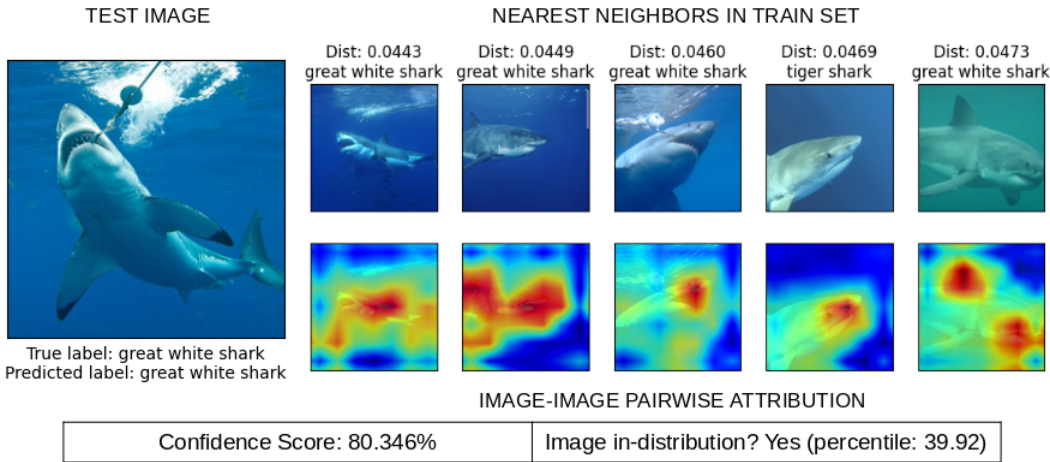 TEST IMAGE
NEAREST NEIGHBORS IN TRAIN SET
Dist: 0.0443
great white shark
Dist: 0.0449
great white shark
Dist: 0.0460
great white shark
Dist: 0.0469
tiger shark
Dist: 0.0473
great white shark
True label: great white shark
Predicted label: great white shark
IMAGE-IMAGE PAIRWISE ATTRIBUTION
Confidence Score: 80.346%
Image in-distribution? Yes (percentile: 39.92)